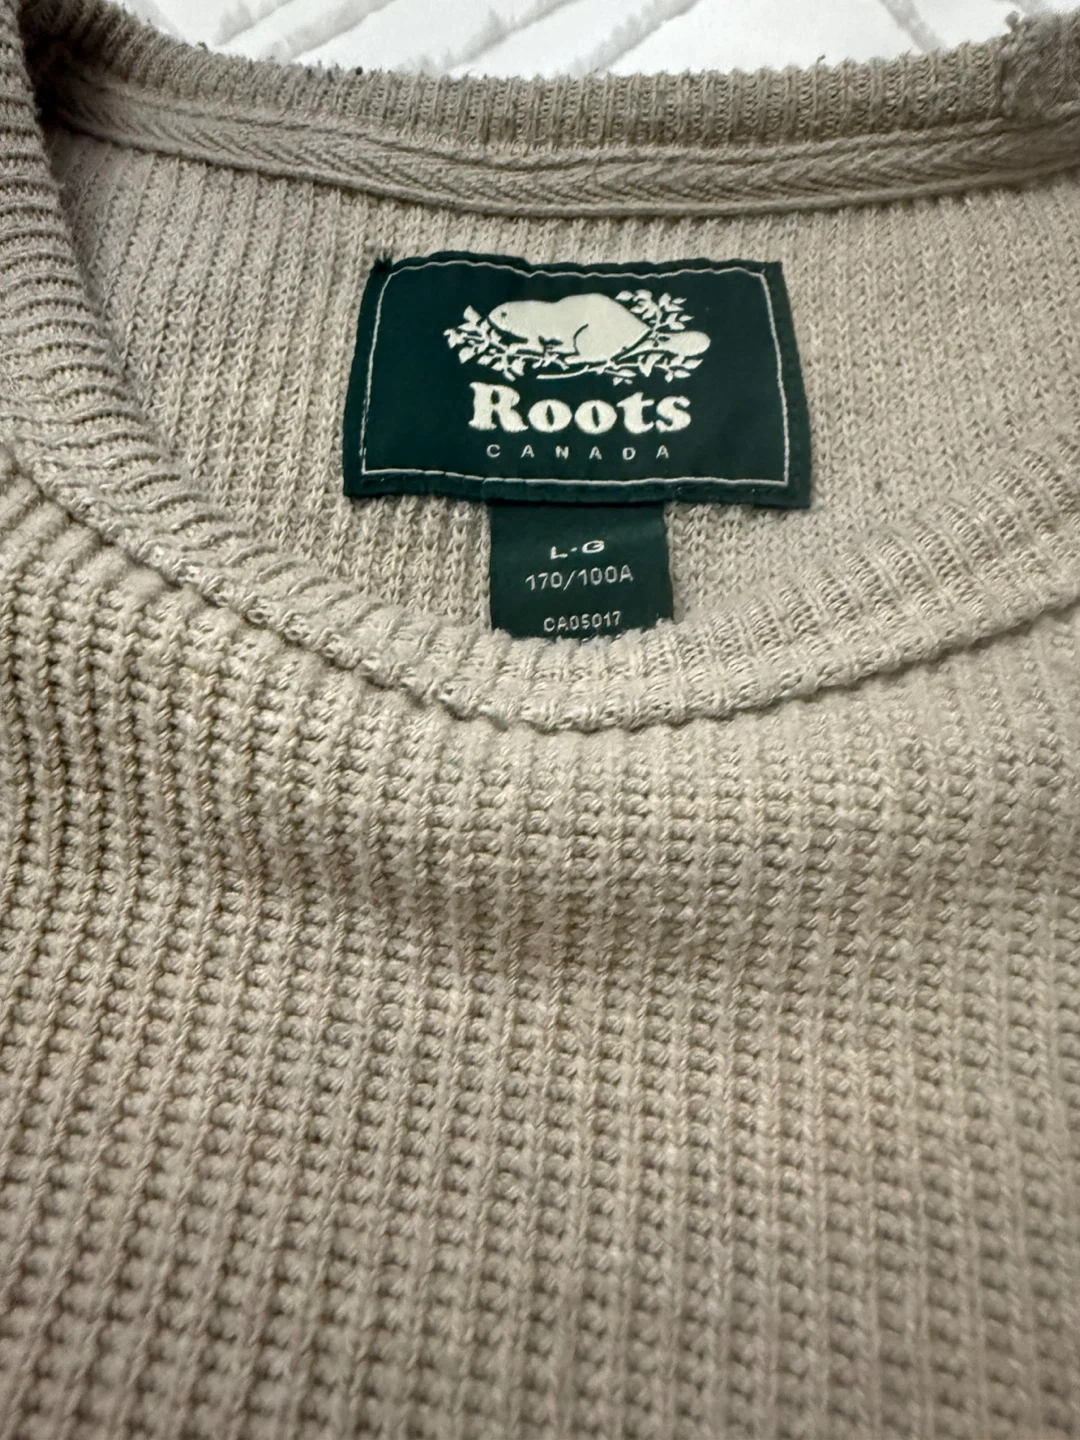 Roots
CANADA
L-G
170/100A
CA05017